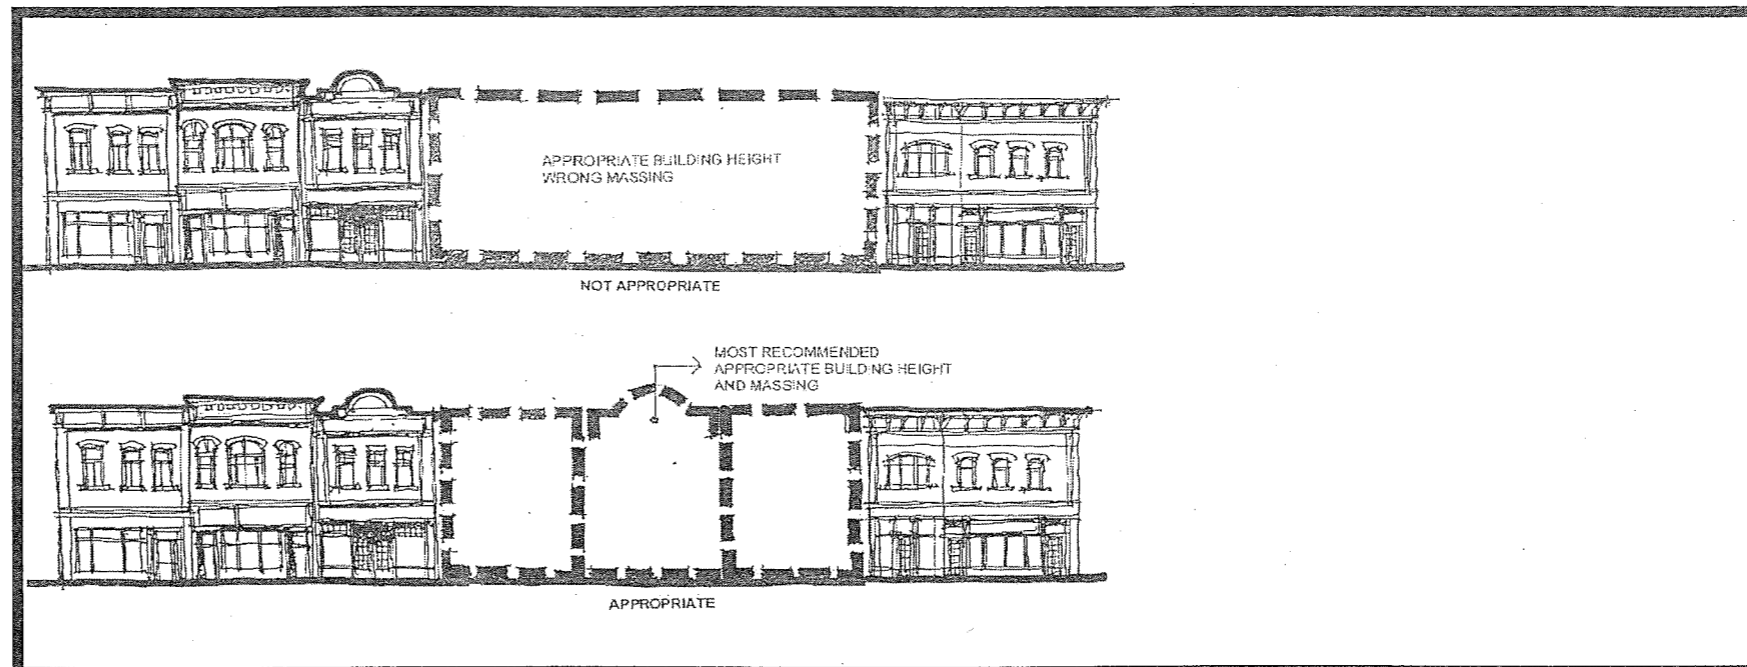 APPROPRIATE BUILDING HEIGHT
WRONG MASSING
NOT APPROPRIATE
MOST RECOMMENDED
APPROPRIATE BUILDING HEIGHT
AND MASSING
APPROPRIATE